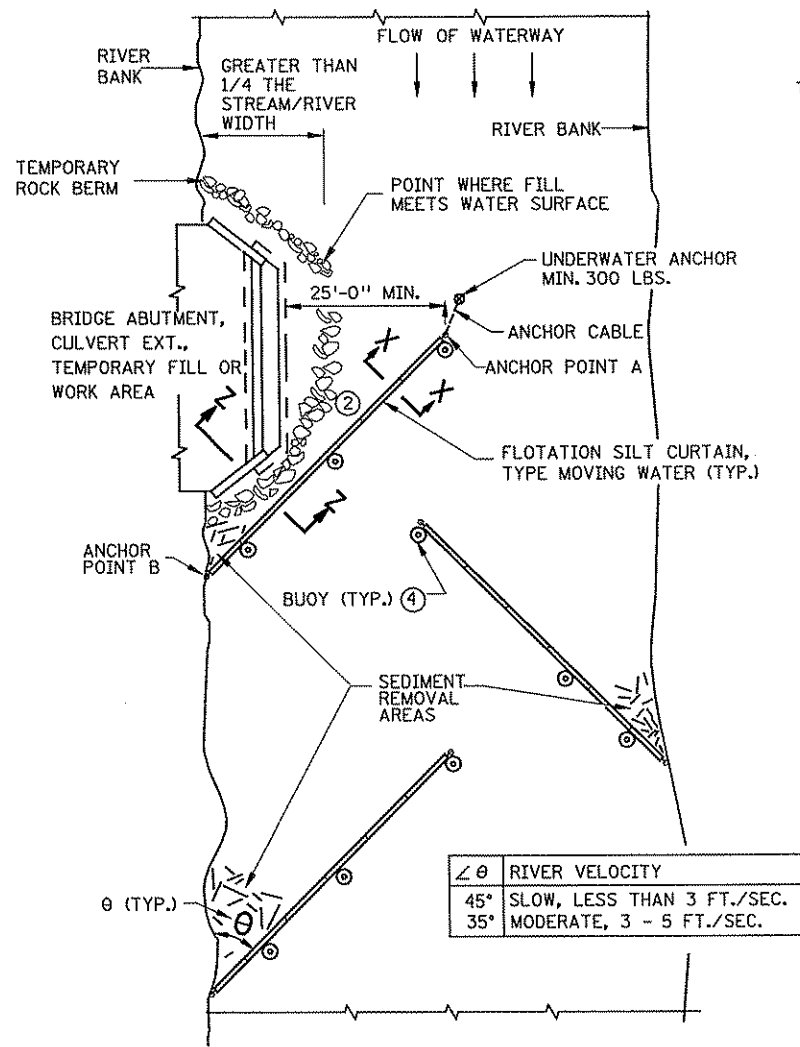 FLOW OF WATERWAY
RIVER
BANK
GREATER THAN
1/4 THE
STREAM/RIVER
WIDTH
RIVER BANK
TEMPORARY
ROCK BERM
POINT WHERE FILL
MEETS WATER SURFACE
UNDERWATER ANCHOR
MIN. 300 LBS.
25'-0" MIN.
ANCHOR CABLE
BRIDGE ABUTMENT,
CULVERT EXT.,
TEMPORARY FILL OR
WORK AREA
X
X
ANCHOR POINT A
Z
2
FLOTATION SILT CURTAIN,
TYPE MOVING WATER (TYP.)
Z
ANCHOR
POINT B
BUOY (TYP.) 4
SEDIMENT
REMOVAL
AREAS
θ (TYP.)
θ
∠θ RIVER VELOCITY
45° SLOW, LESS THAN 3 FT./SEC.
35° MODERATE, 3 - 5 FT./SEC.